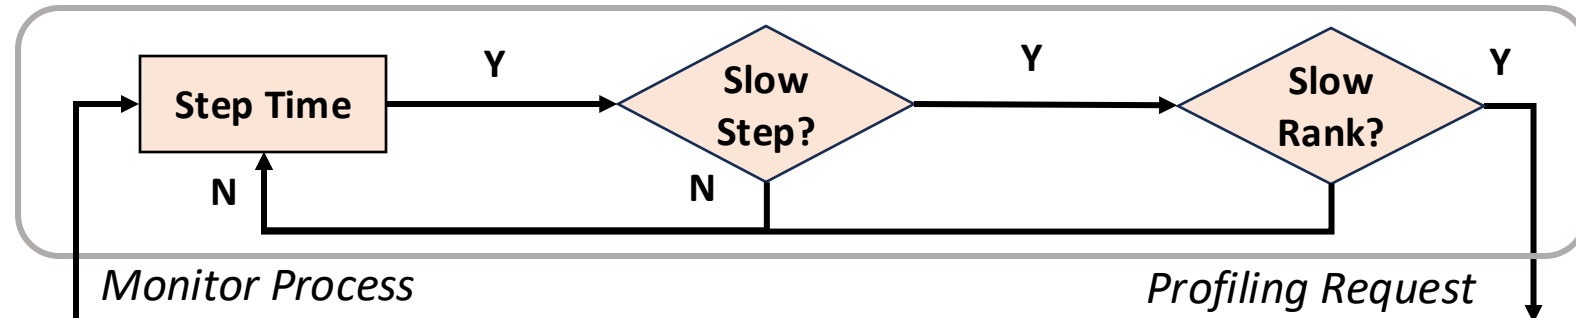 Y
Y
Y
Slow
Step?
Slow
Rank?
Step Time
N
N
Monitor Process
Profiling Request